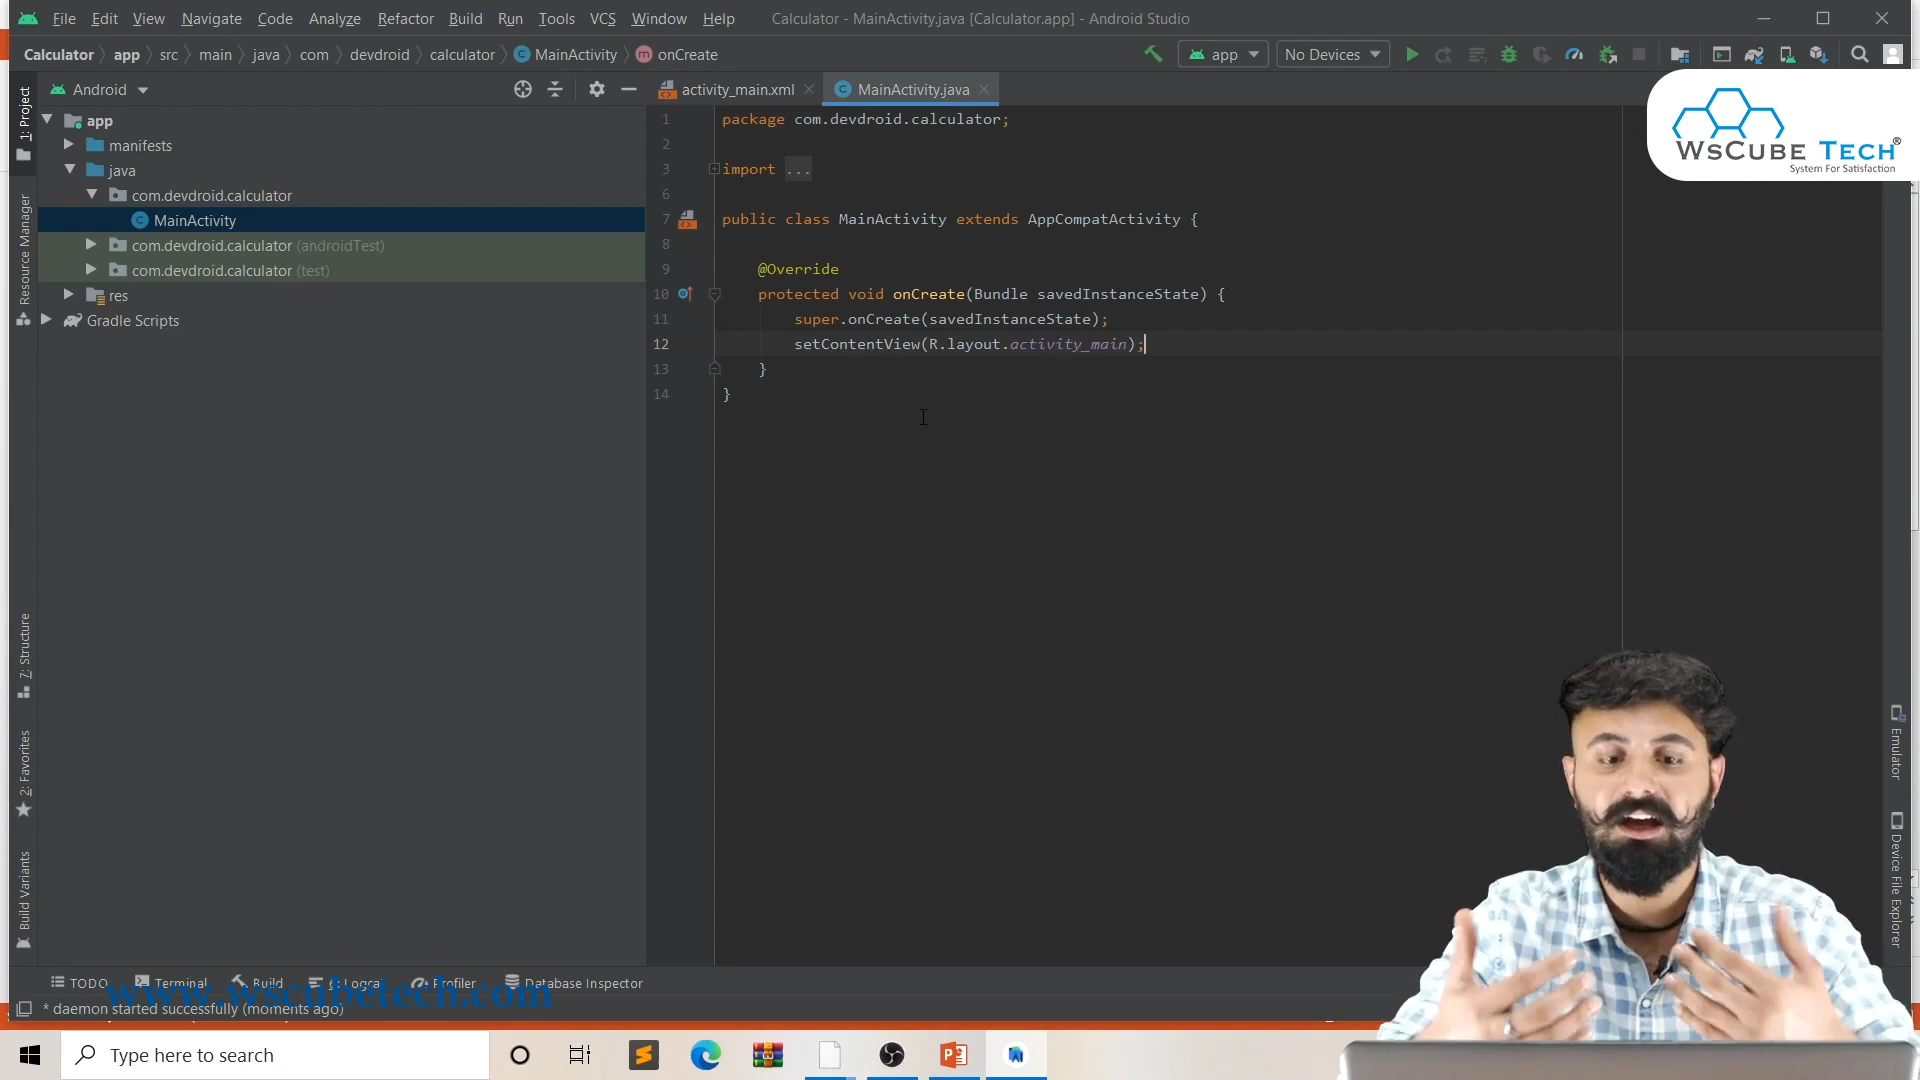 File Edit View Navigate Code Analyze Refactor Build Run Tools VCS Window Help Calculator - MainActivity.java [Calculator.app] - Android Studio
Calculator app src main java com devdroid calculator MainActivity onCreate app No Devices
Android
activity_main.xml MainActivity.java
1: Project
Resource Manager
7: Structure
2: Favorites
Build Variants
app
manifests
java
com.devdroid.calculator
MainActivity
com.devdroid.calculator (androidTest)
com.devdroid.calculator (test)
res
Gradle Scripts
1 package com.devdroid.calculator;
2
3 import ...
6
7 public class MainActivity extends AppCompatActivity {
8
9 @Override
10 protected void onCreate(Bundle savedInstanceState) {
11 super.onCreate(savedInstanceState);
12 setContentView(R.layout.activity_main);
13 }
14 }
WsCube Tech®
System For Satisfaction
Emulator
Device File Explorer
TODO Terminal Build Profiler Database Inspector
www.wscubetech.com
* daemon started successfully (moments ago)
Type here to search